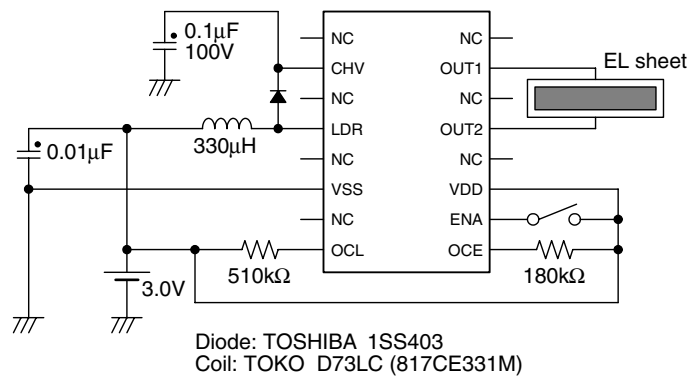 0.1μF
100V
NC
CHV
NC
LDR
NC
VSS
NC
OCL
NC
OUT1
NC
OUT2
NC
VDD
ENA
OCE
EL sheet
330μH
0.01μF
510kΩ
180kΩ
3.0V
Diode: TOSHIBA 1SS403
Coil: TOKO D73LC (817CE331M)